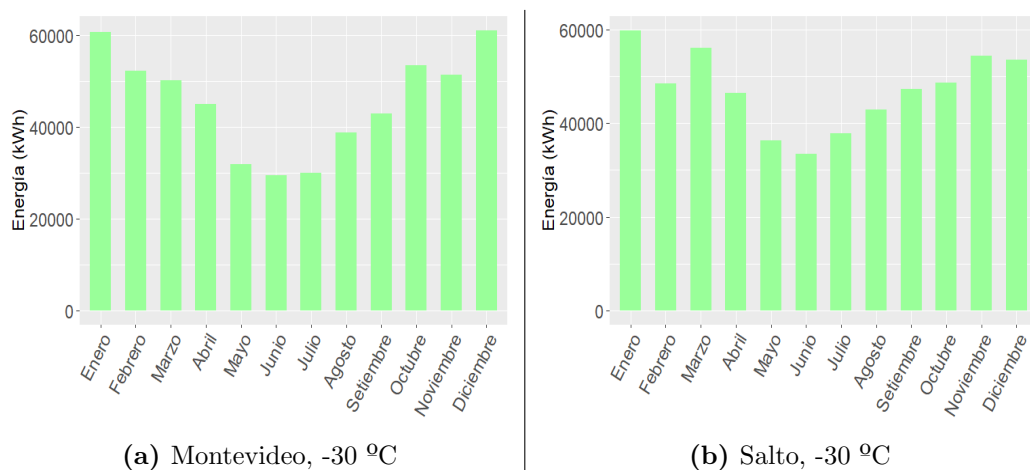 Energía (kWh)
60000
40000
20000
0
Enero
Febrero
Marzo
Abril
Mayo
Junio
Julio
Agosto
Setiembre
Octubre
Noviembre
Diciembre
(a) Montevideo, -30 ºC
Energía (kWh)
60000
40000
20000
0
Enero
Febrero
Marzo
Abril
Mayo
Junio
Julio
Agosto
Setiembre
Octubre
Noviembre
Diciembre
(b) Salto, -30 ºC